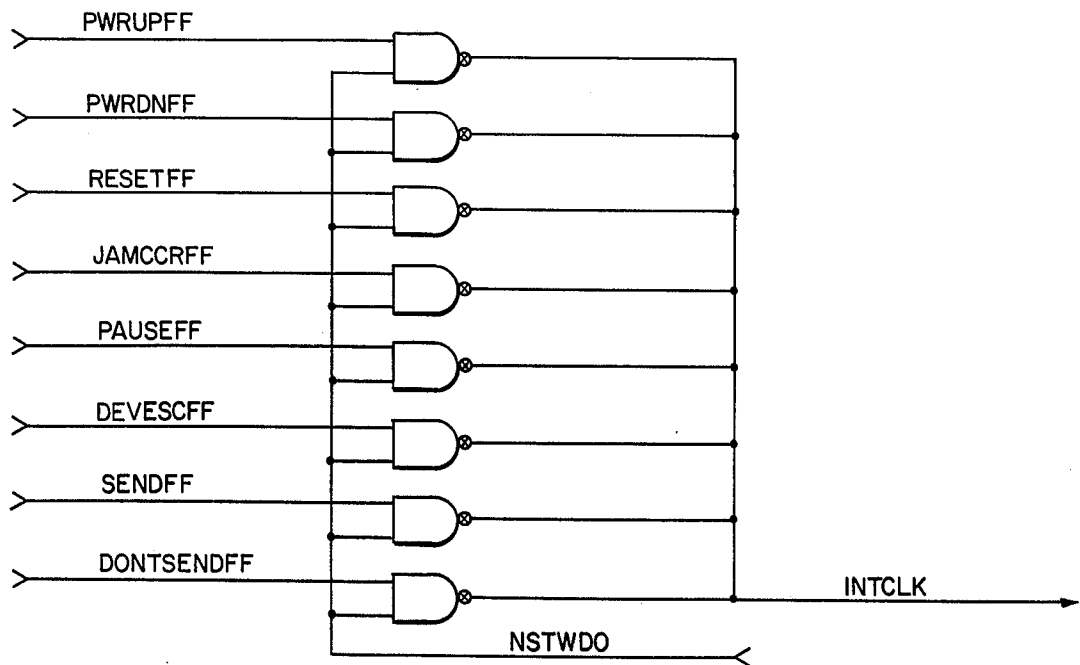 PWRUPFF
PWRDNFF
RESETFF
JAMCCRFF
PAUSEFF
DEVESCFF
SENDFF
DONTSENDFF
INTCLK
NSTWDO